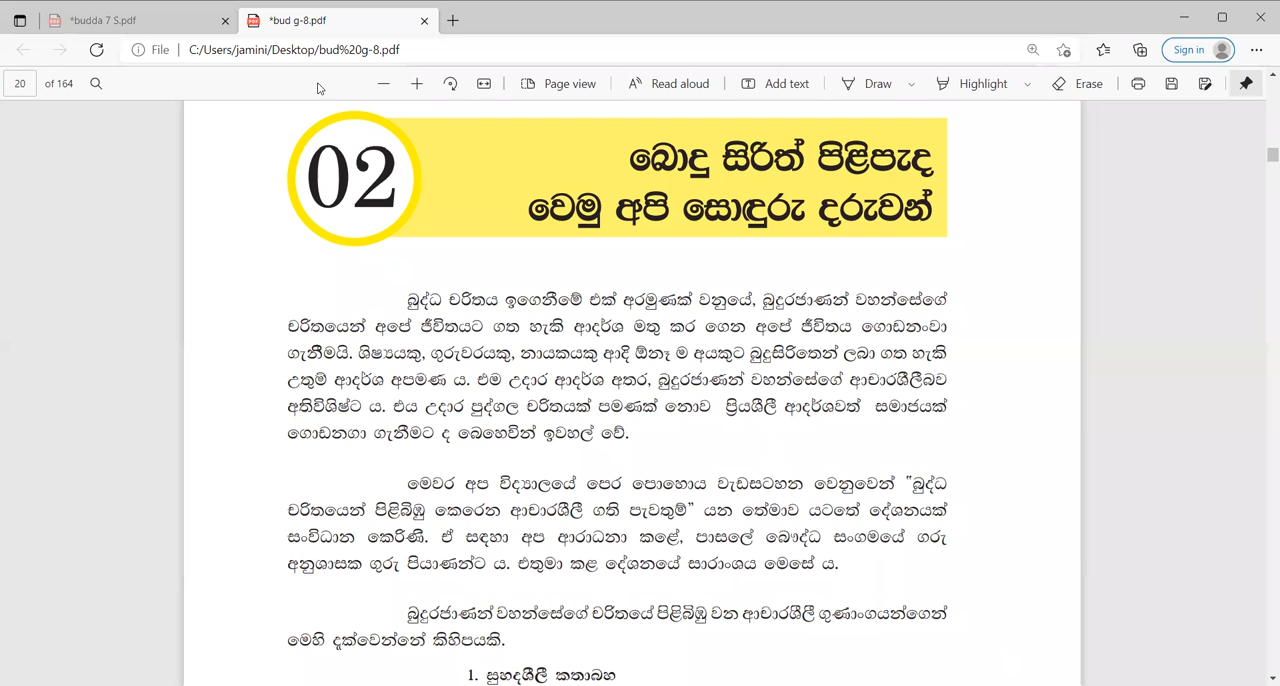 *budda 7 S.pdf
*bud g-8.pdf
File
C:/Users/jamini/Desktop/bud%20g-8.pdf
Sign in
20 of 164
Page view
Read aloud
Add text
Draw
Highlight
Erase
02
බොදු සිරිත් පිළිපැද
වෙමු අපි සොඳුරු දරුවන්
බුද්ධ චරිතය ඉගෙනීමේ එක් අරමුණක් වනුයේ, බුදුරජාණන් වහන්සේගේ
චරිතයෙන් අපේ ජීවිතයට ගත හැකි ආදර්ශ මතු කර ගෙන අපේ ජීවිතය ගොඩනංවා
ගැනීමයි. ශිෂ්‍යයකු, ගුරුවරයකු, නායකයකු ආදි ඕනෑ ම අයකුට බුදුසිරිතෙන් ලබා ගත හැකි
උතුම් ආදර්ශ අපමණ ය. එම උදාර ආදර්ශ අතර, බුදුරජාණන් වහන්සේගේ ආචාරශීලීබව
අතිවිශිෂ්ට ය. එය උදාර පුද්ගල චරිතයක් පමණක් නොව ප්‍රියශීලී ආදර්ශවත් සමාජයක්
ගොඩනගා ගැනීමට ද බෙහෙවින් ඉවහල් වේ.
මෙවර අප විද්‍යාලයේ පෙර පොහොය වැඩසටහන වෙනුවෙන් "බුද්ධ
චරිතයෙන් පිළිබිඹු කෙරෙන ආචාරශීලී ගති පැවතුම්" යන තේමාව යටතේ දේශනයක්
සංවිධාන කෙරිණි. ඒ සඳහා අප ආරාධනා කළේ, පාසලේ බෞද්ධ සංගමයේ ගරු
අනුශාසක ගුරු පියාණන්ට ය. එතුමා කළ දේශනයේ සාරාංශය මෙසේ ය.
බුදුරජාණන් වහන්සේගේ චරිතයේ පිළිබිඹු වන ආචාරශීලී ගුණාංගයන්ගෙන්
මෙහි දැක්වෙන්නේ කිහිපයකි.
1. සුහදශීලී කතාබහ